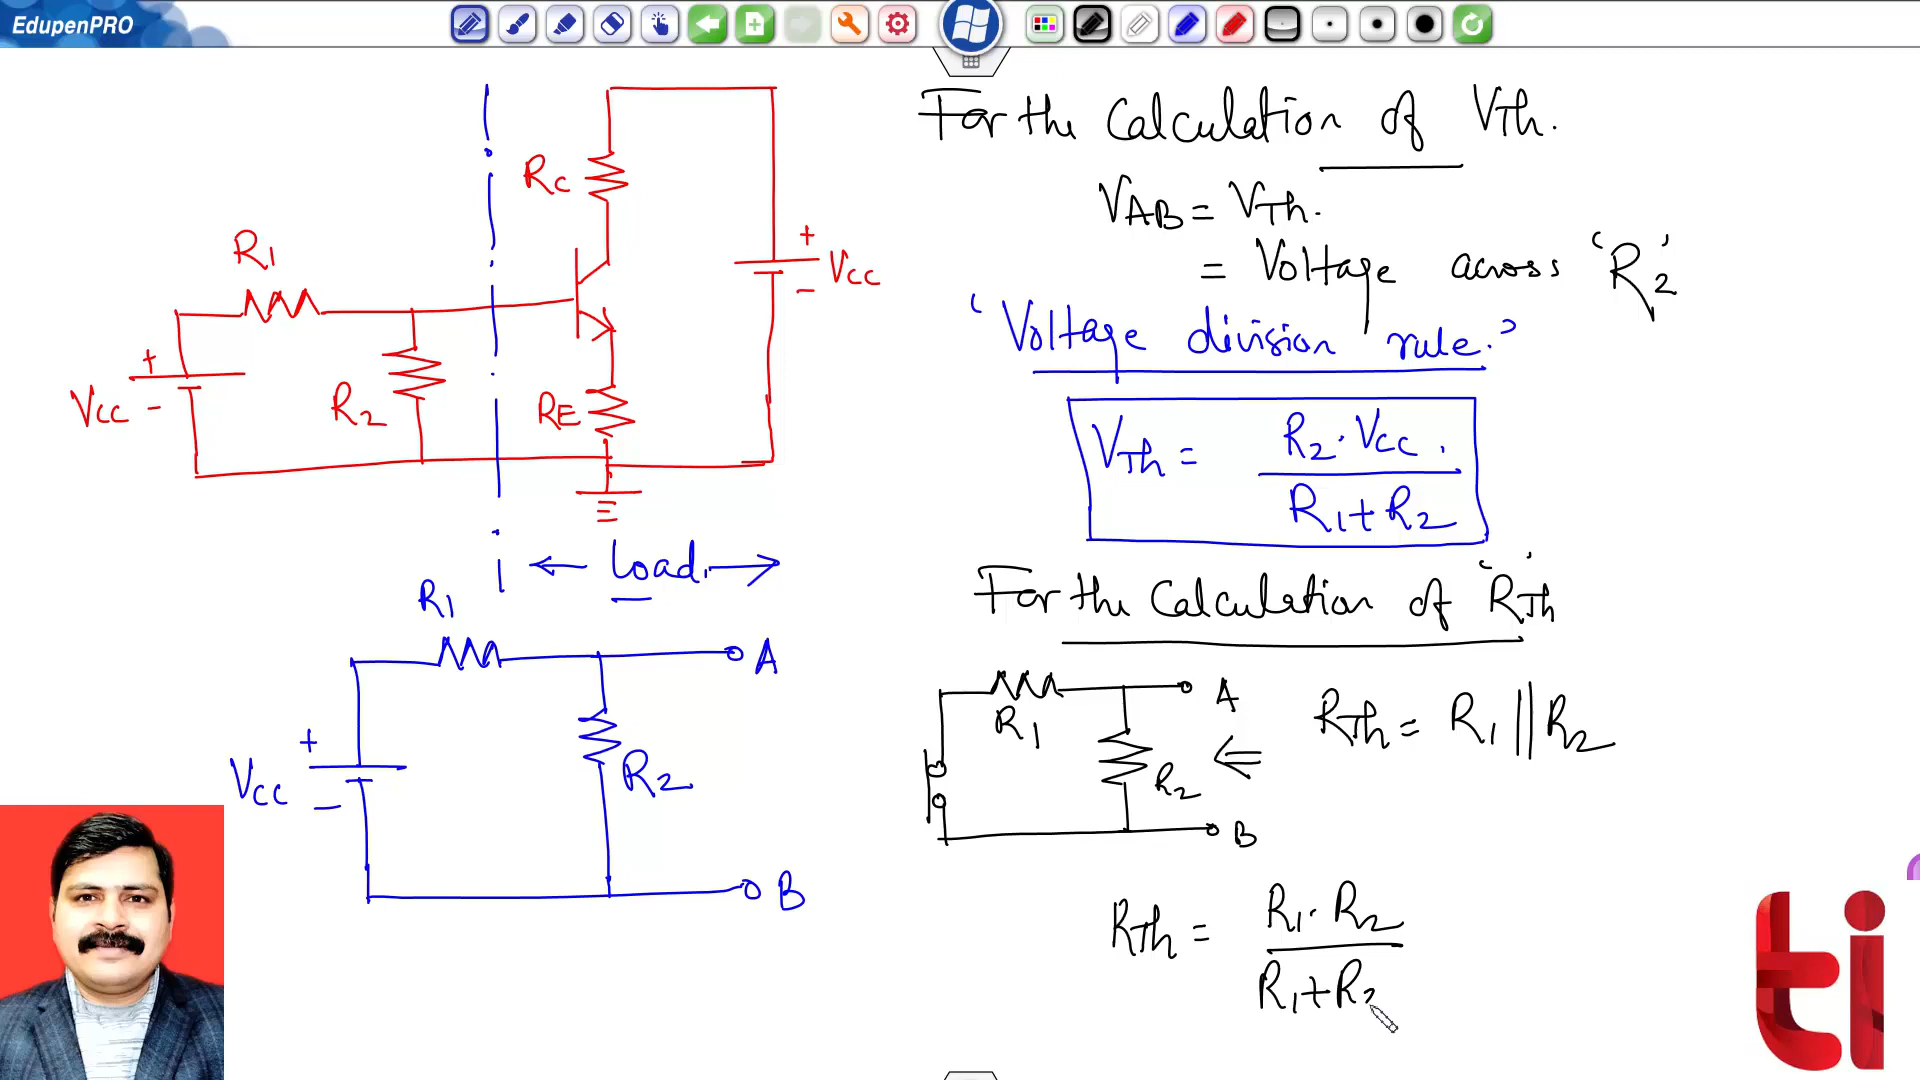 EdupenPRO
For the Calculation of VTh.
VAB = VTh.
= Voltage across 'R2'
"Voltage division rule."
VTh = R2 . VCC .
R1+R2
RC
+
VCC
-
R1
+
VCC -
R2
RE
E
← Load. →
R1
A
+
VCC
-
R2
B
For the Calculation of 'RTh'
R1
A
R2
B
⇐
RTh = R1 || R2
RTh = R1 . R2
R1+R2
ti